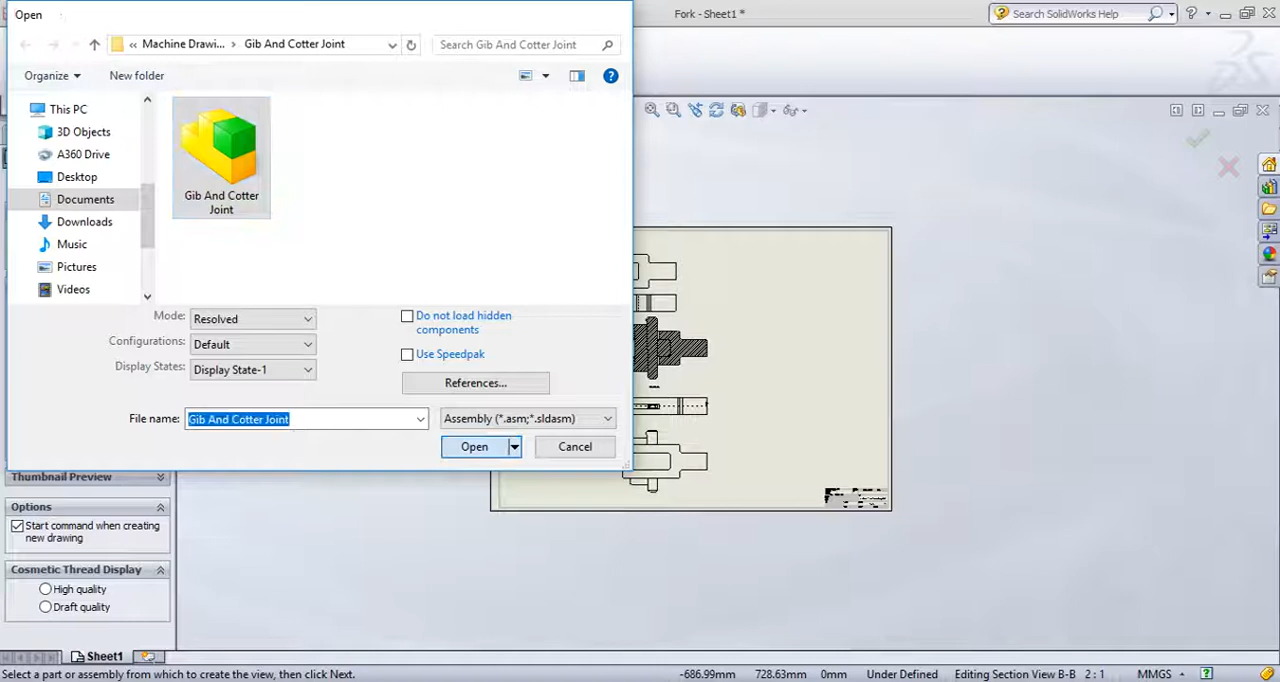 Open
Fork - Sheet1 *
Search SolidWorks Help
« Machine Drawi... > Gib And Cotter Joint
Search Gib And Cotter Joint
Organize
New folder
This PC
3D Objects
A360 Drive
Desktop
Documents
Downloads
Music
Pictures
Videos
Gib And Cotter
Joint
Mode:
Resolved
Configurations:
Default
Display States:
Display State-1
Do not load hidden
components
Use Speedpak
References...
File name:
Gib And Cotter Joint
Assembly (*.asm;*.sldasm)
Open
Cancel
Thumbnail Preview
Options
Start command when creating
new drawing
Cosmetic Thread Display
High quality
Draft quality
Sheet1
Select a part or assembly from which to create the view, then click Next.
-686.99mm
728.63mm
0mm
Under Defined
Editing Section View B-B
2 : 1
MMGS